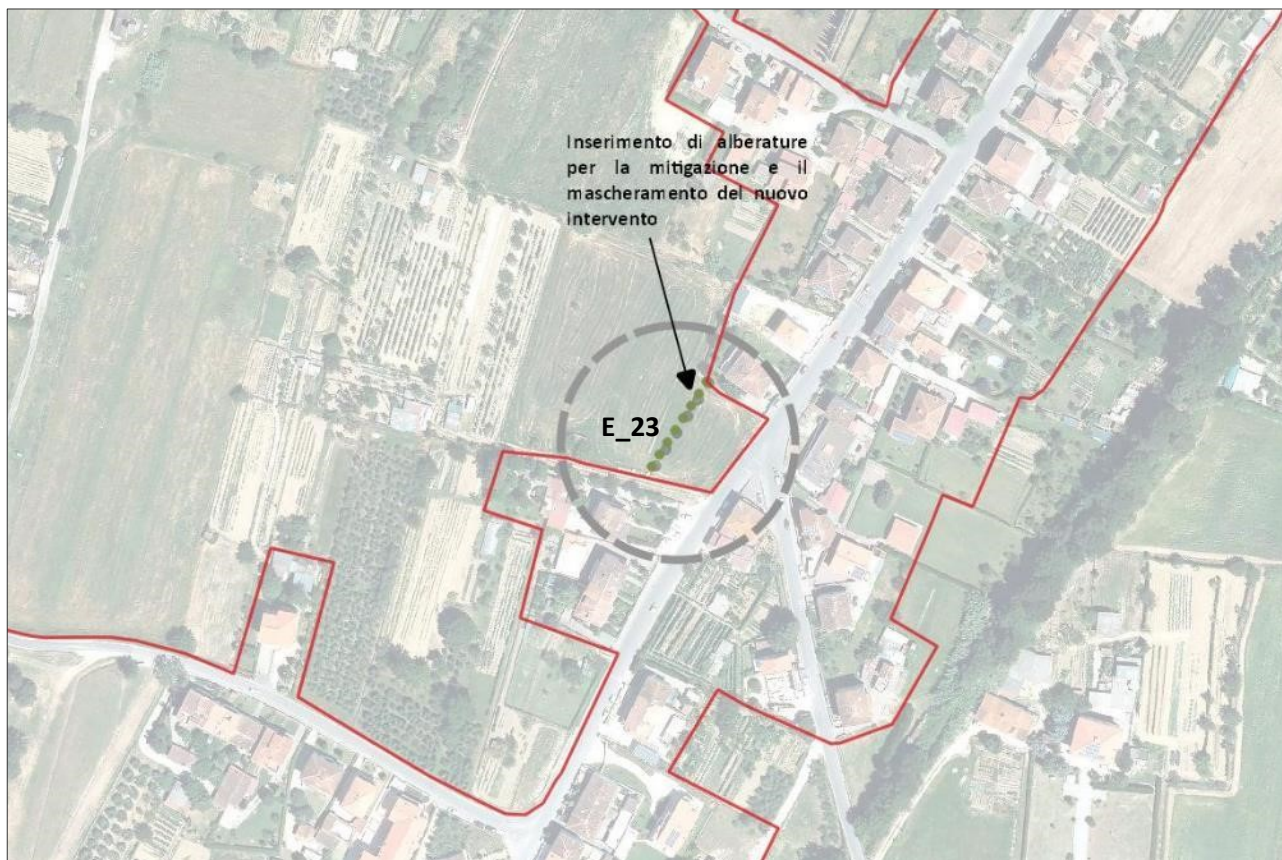 Inserimento di alberature
per la mitigazione e il
mascheramento del nuovo
intervento
E_23